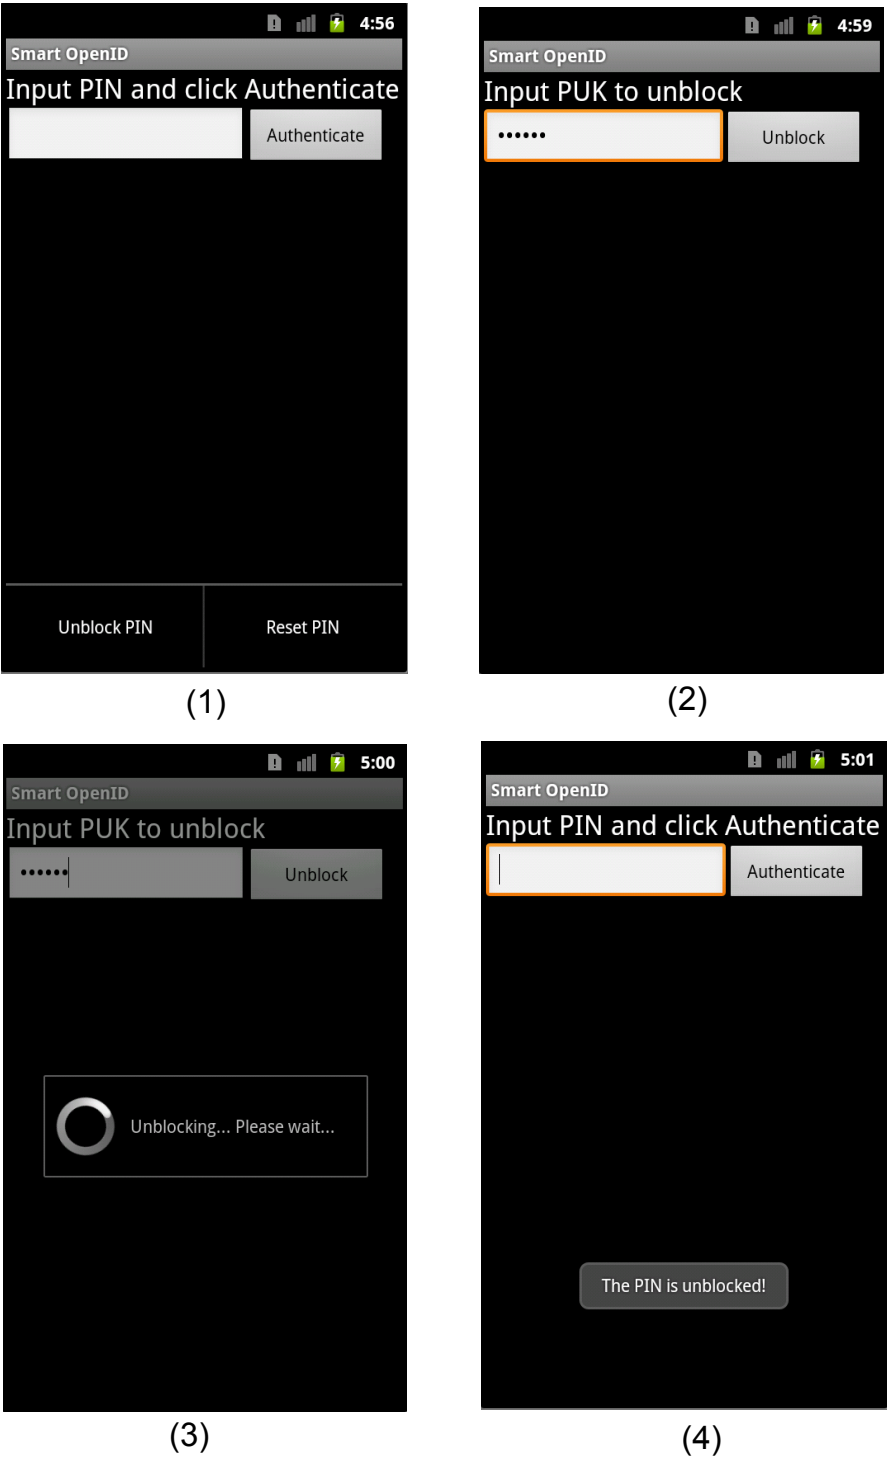 4:56
Smart OpenID
Input PIN and click Authenticate
Authenticate
Unblock PIN Reset PIN
(1)
4:59
Smart OpenID
Input PUK to unblock
•••••• Unblock
(2)
5:00
Smart OpenID
Input PUK to unblock
•••••• Unblock
Unblocking... Please wait...
(3)
5:01
Smart OpenID
Input PIN and click Authenticate
Authenticate
The PIN is unblocked!
(4)